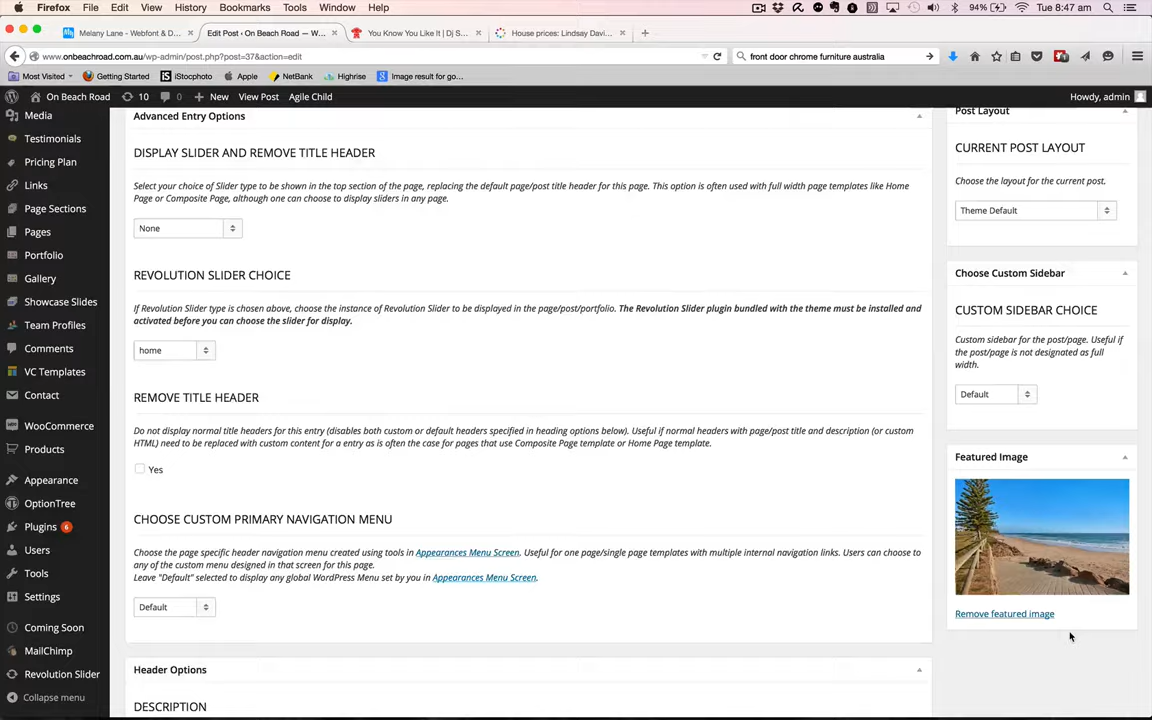 Firefox File Edit View History Bookmarks Tools Window Help 94% Tue 8:47 am
Melany Lane - Webfont & D... Edit Post ‹ On Beach Road — W... You Know You Like It | Dj S... House prices: Lindsay Davi...
www.onbeachroad.com.au/wp-admin/post.php?post=37&action=edit front door chrome furniture australia
Most Visited Getting Started iStocphoto Apple NetBank Highrise Image result for go...
On Beach Road 10 0 New View Post Agile Child Howdy, admin
Media
Testimonials
Pricing Plan
Links
Page Sections
Pages
Portfolio
Gallery
Showcase Slides
Team Profiles
Comments
VC Templates
Contact
WooCommerce
Products
Appearance
OptionTree
Plugins 6
Users
Tools
Settings
Coming Soon
MailChimp
Revolution Slider
Collapse menu
Advanced Entry Options
DISPLAY SLIDER AND REMOVE TITLE HEADER
Select your choice of Slider type to be shown in the top section of the page, replacing the default page/post title header for this page. This option is often used with full width page templates like Home
Page or Composite Page, although one can choose to display sliders in any page.
None
REVOLUTION SLIDER CHOICE
If Revolution Slider type is chosen above, choose the instance of Revolution Slider to be displayed in the page/post/portfolio. The Revolution Slider plugin bundled with the theme must be installed and
activated before you can choose the slider for display.
home
REMOVE TITLE HEADER
Do not display normal title headers for this entry (disables both custom or default headers specified in heading options below). Useful if normal headers with page/post title and description (or custom
HTML) need to be replaced with custom content for a entry as is often the case for pages that use Composite Page template or Home Page template.
Yes
CHOOSE CUSTOM PRIMARY NAVIGATION MENU
Choose the page specific header navigation menu created using tools in Appearances Menu Screen. Useful for one page/single page templates with multiple internal navigation links. Users can choose to
any of the custom menu designed in that screen for this page.
Leave "Default" selected to display any global WordPress Menu set by you in Appearances Menu Screen.
Default
Header Options
DESCRIPTION
Post Layout
CURRENT POST LAYOUT
Choose the layout for the current post.
Theme Default
Choose Custom Sidebar
CUSTOM SIDEBAR CHOICE
Custom sidebar for the post/page. Useful if
the post/page is not designated as full
width.
Default
Featured Image
Remove featured image